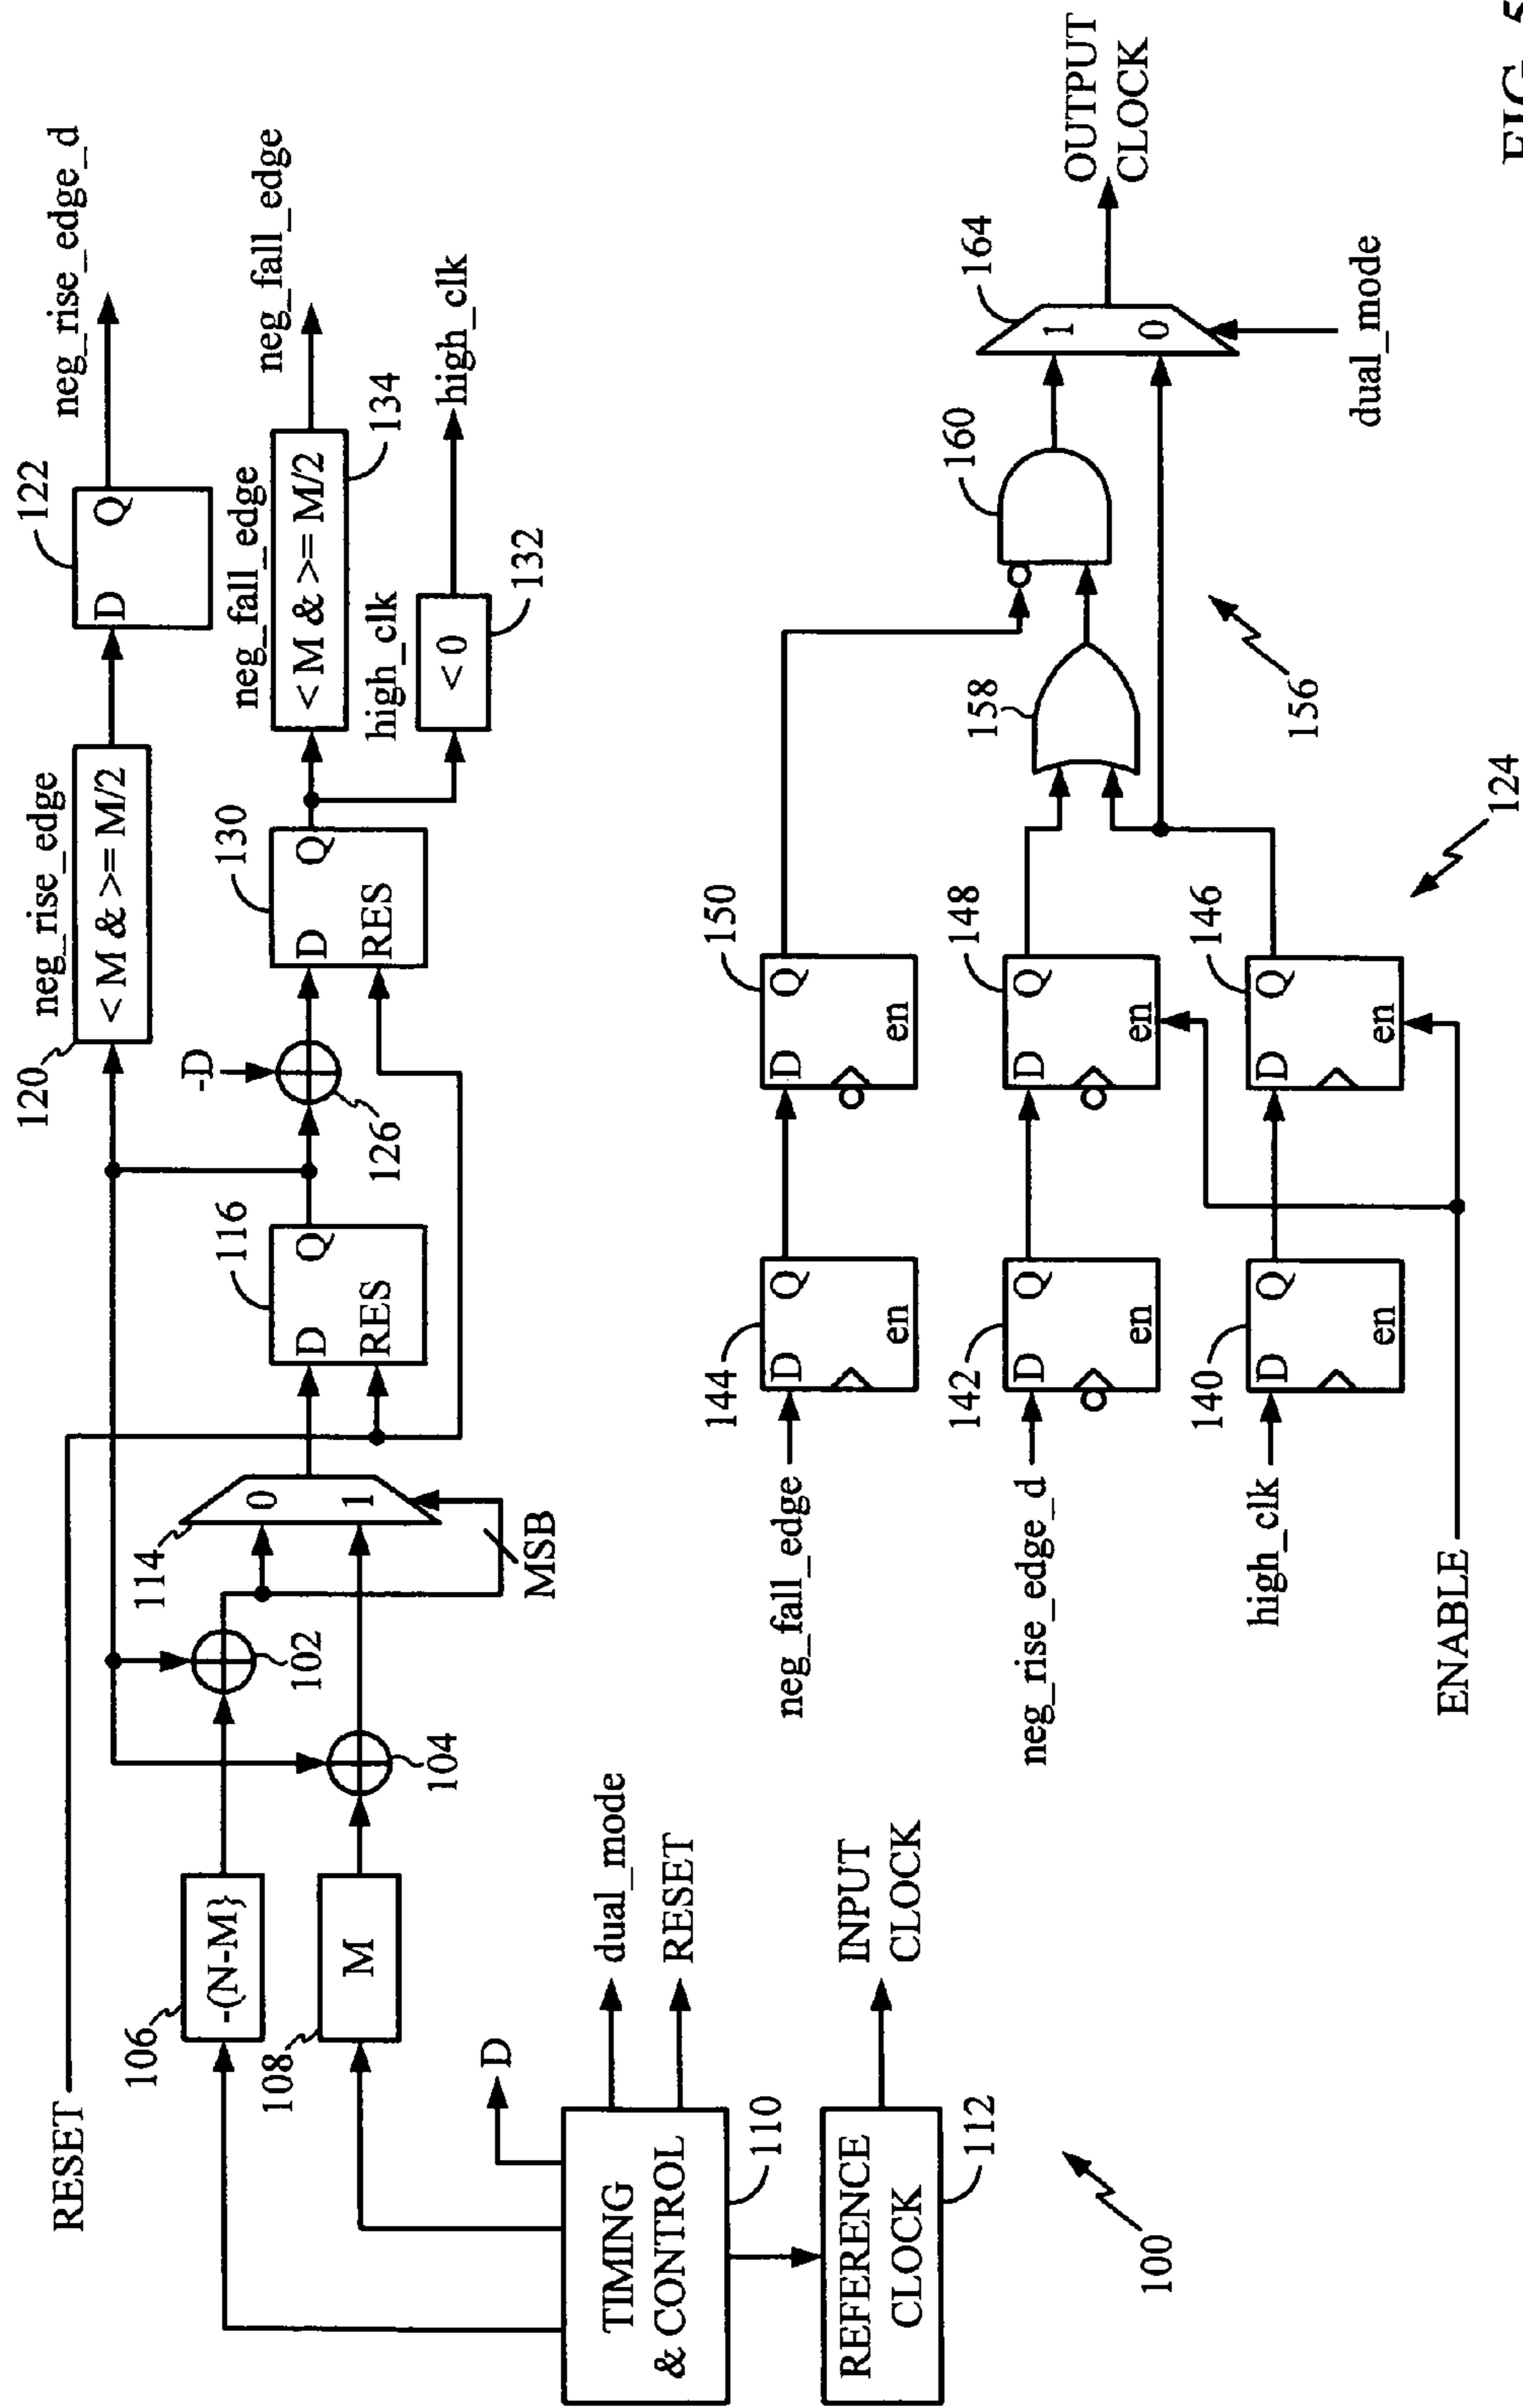 RESET
106
-(N-M}
108
M
D
TIMING
& CONTROL
110
dual_mode
RESET
REFERENCE
CLOCK
112
INPUT
CLOCK
100
102
104
114
0
1
MSB
116
D
Q
RES
120
neg_rise_edge
< M & >= M/2
-D
126
130
D
Q
RES
122
D
Q
neg_rise_edge_d
neg_fall_edge
< M & >= M/2
134
neg_fall_edge
high_clk
< 0
132
high_clk
neg_fall_edge
144
D
Q
en
150
D
Q
en
neg_rise_edge_d
142
D
Q
en
148
D
Q
en
high_clk
140
D
Q
en
146
D
Q
en
ENABLE
124
158
156
160
164
1
0
dual_mode
OUTPUT
CLOCK
FIG. 5